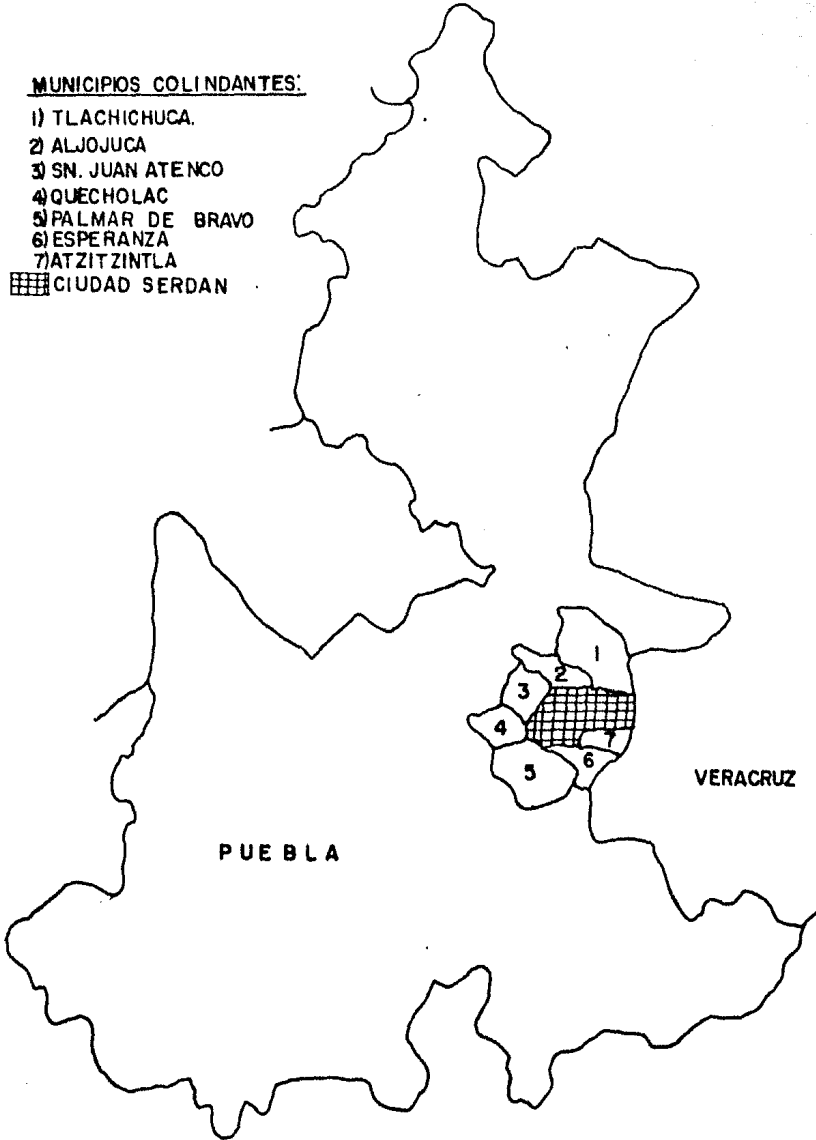 MUNICIPIOS COLINDANTES:
1) TLACHICHUCA.
2) ALJOJUCA
3) SN. JUAN ATENCO
4) QUECHOLAC
5) PALMAR DE BRAVO
6) ESPERANZA
7) ATZITZINTLA
CIUDAD SERDAN
1
2
3
4
7
6
5
VERACRUZ
PUEBLA